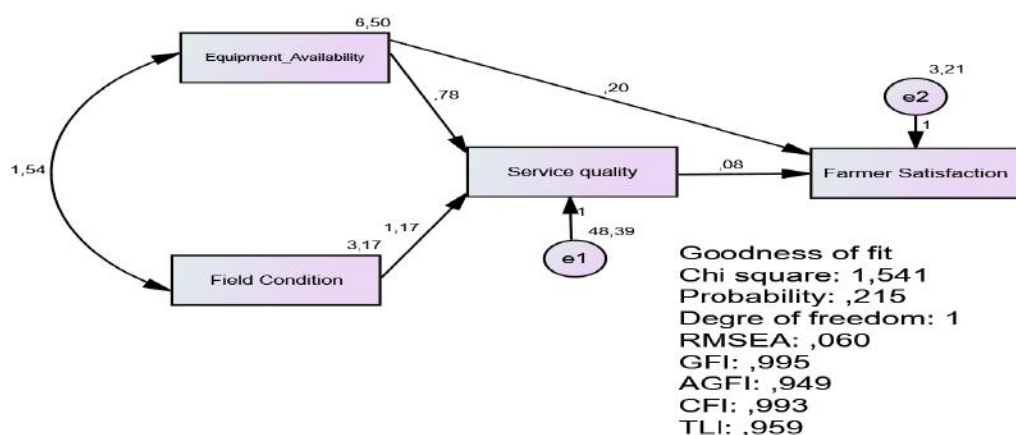 6,50
Equipment_Availability
,78
,20
3,21
e2
1
1,54
Service quality
,08
Farmer Satisfaction
1,17
3,17
1
48,39
e1
Field Condition
Goodness of fit
Chi square: 1,541
Probability: ,215
Degre of freedom: 1
RMSEA: ,060
GFI: ,995
AGFI: ,949
CFI: ,993
TLI: ,959